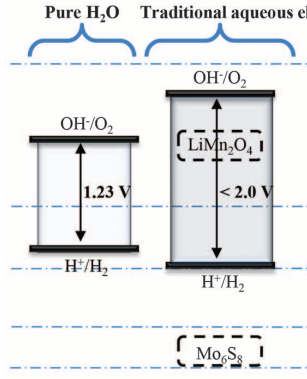 Pure H₂O
Traditional aqueous el
OH⁻/O₂
OH⁻/O₂
LiMn₂O₄
1.23 V
< 2.0 V
H⁺/H₂
H⁺/H₂
Mo₆S₈